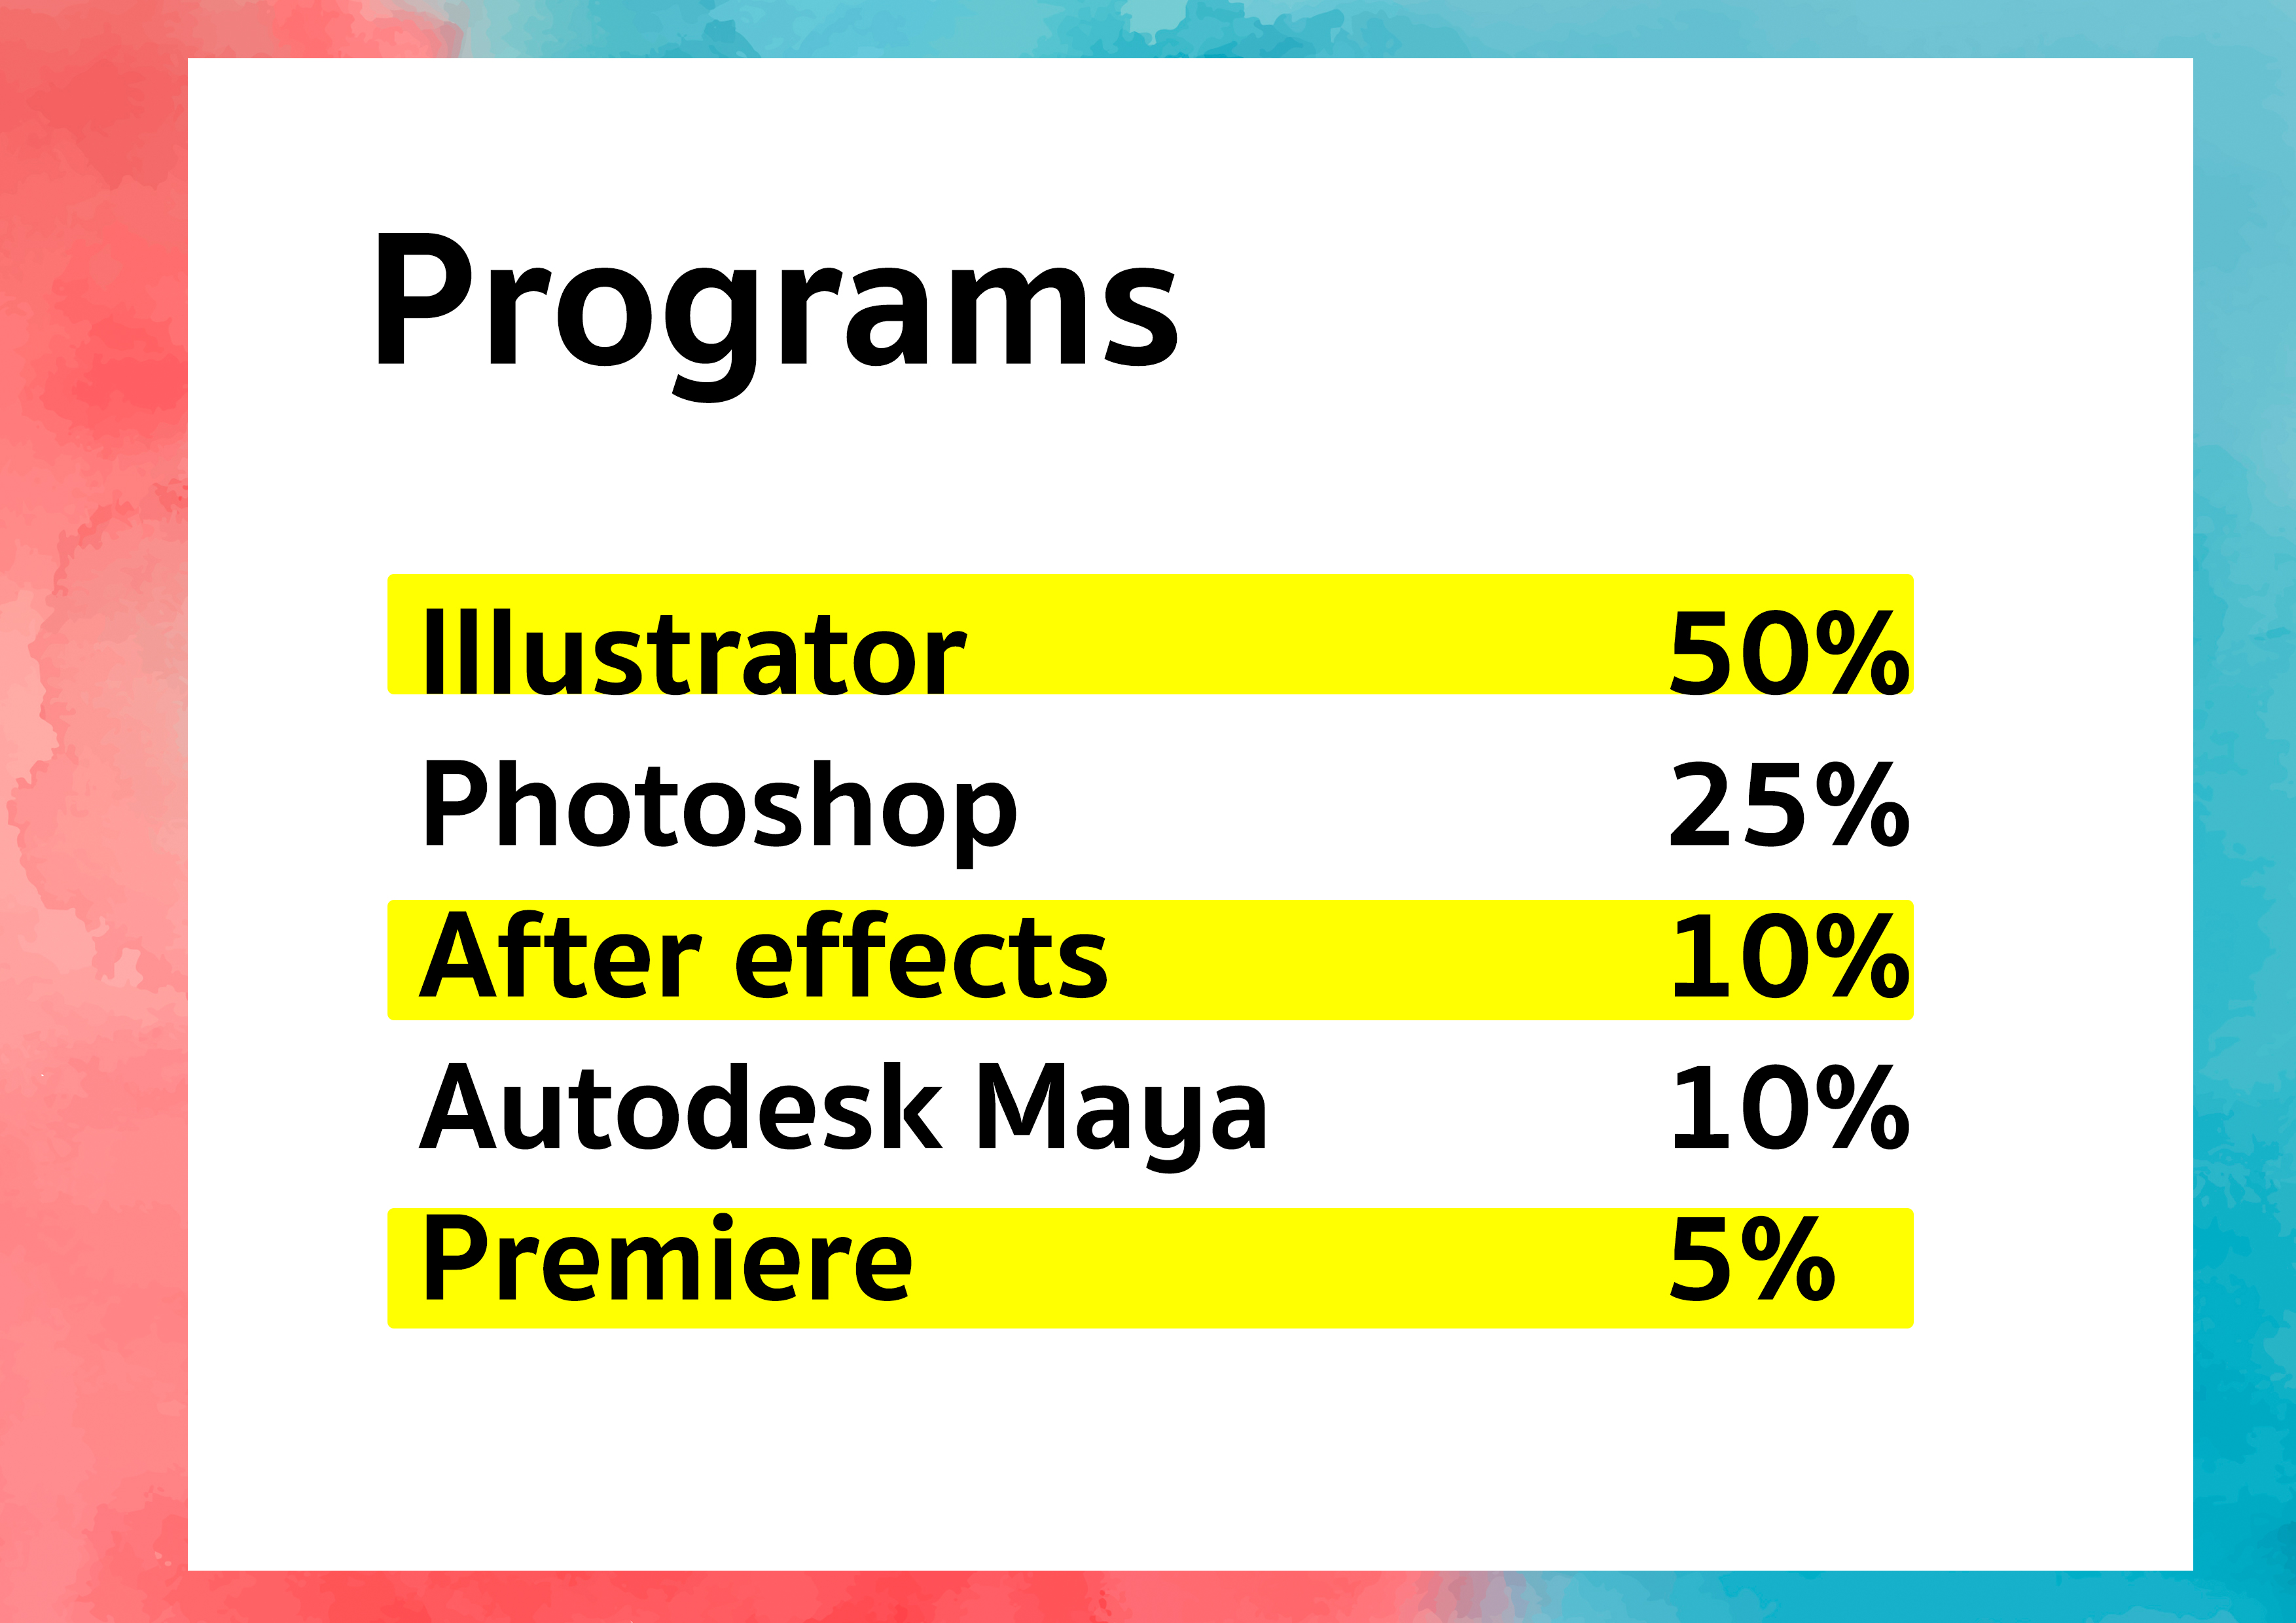 Programs
Illustrator 50%
Photoshop 25%
After effects 10%
Autodesk Maya 10%
Premiere 5%